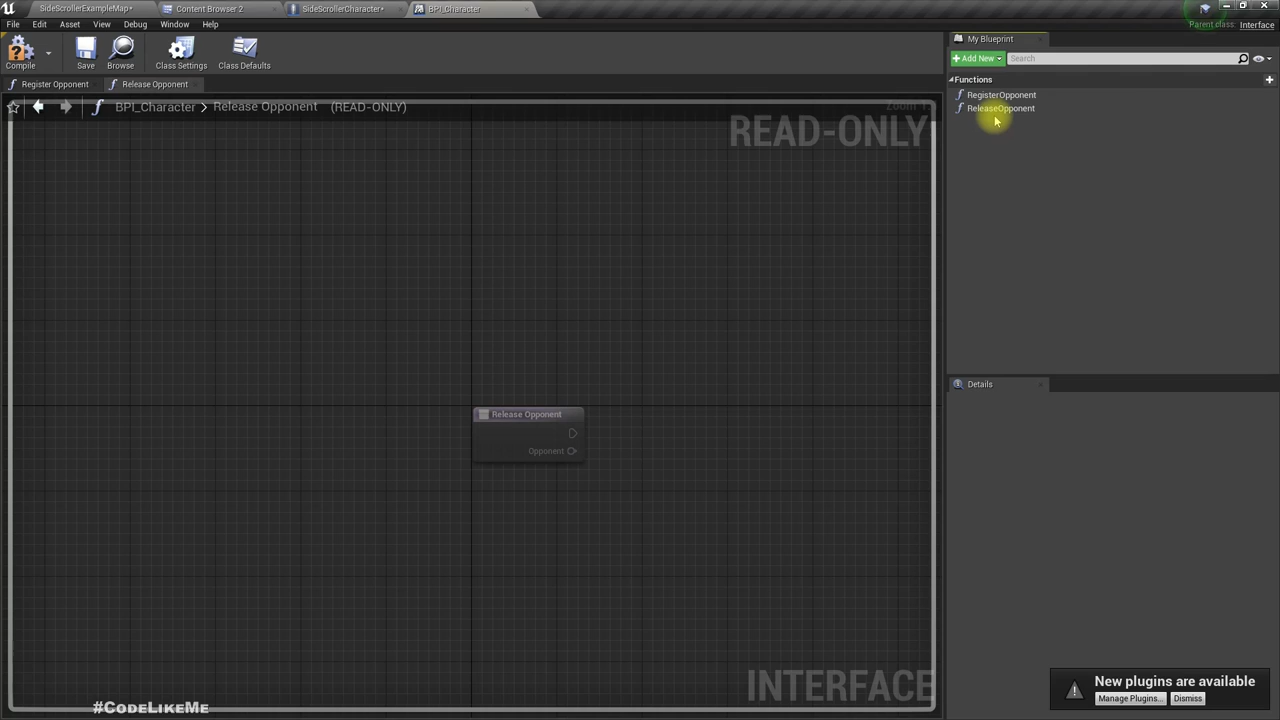 SideScrollerExampleMap*
Content Browser 2
SideScrollerCharacter*
BPI_Character
File
Edit
Asset
View
Debug
Window
Help
Parent class: Interface
Compile
Save
Browse
Class Settings
Class Defaults
My Blueprint
+ Add New
Search
Functions
RegisterOpponent
ReleaseOpponent
Register Opponent
Release Opponent
BPI_Character > Release Opponent (READ-ONLY)
READ-ONLY
Release Opponent
Opponent
Details
INTERFACE
New plugins are available
Manage Plugins...
Dismiss
#CodeLikeMe